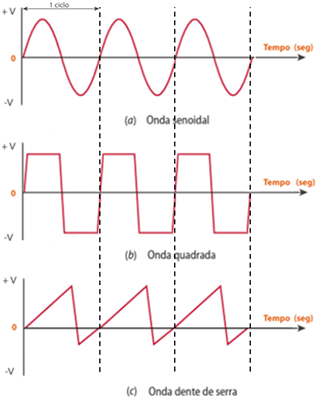 + V
1 ciclo
0
Tempo (seg)
-V
(a) Onda senoidal
+ V
0
Tempo (seg)
-V
(b) Onda quadrada
+ V
0
Tempo (seg)
-V
(c) Onda dente de serra